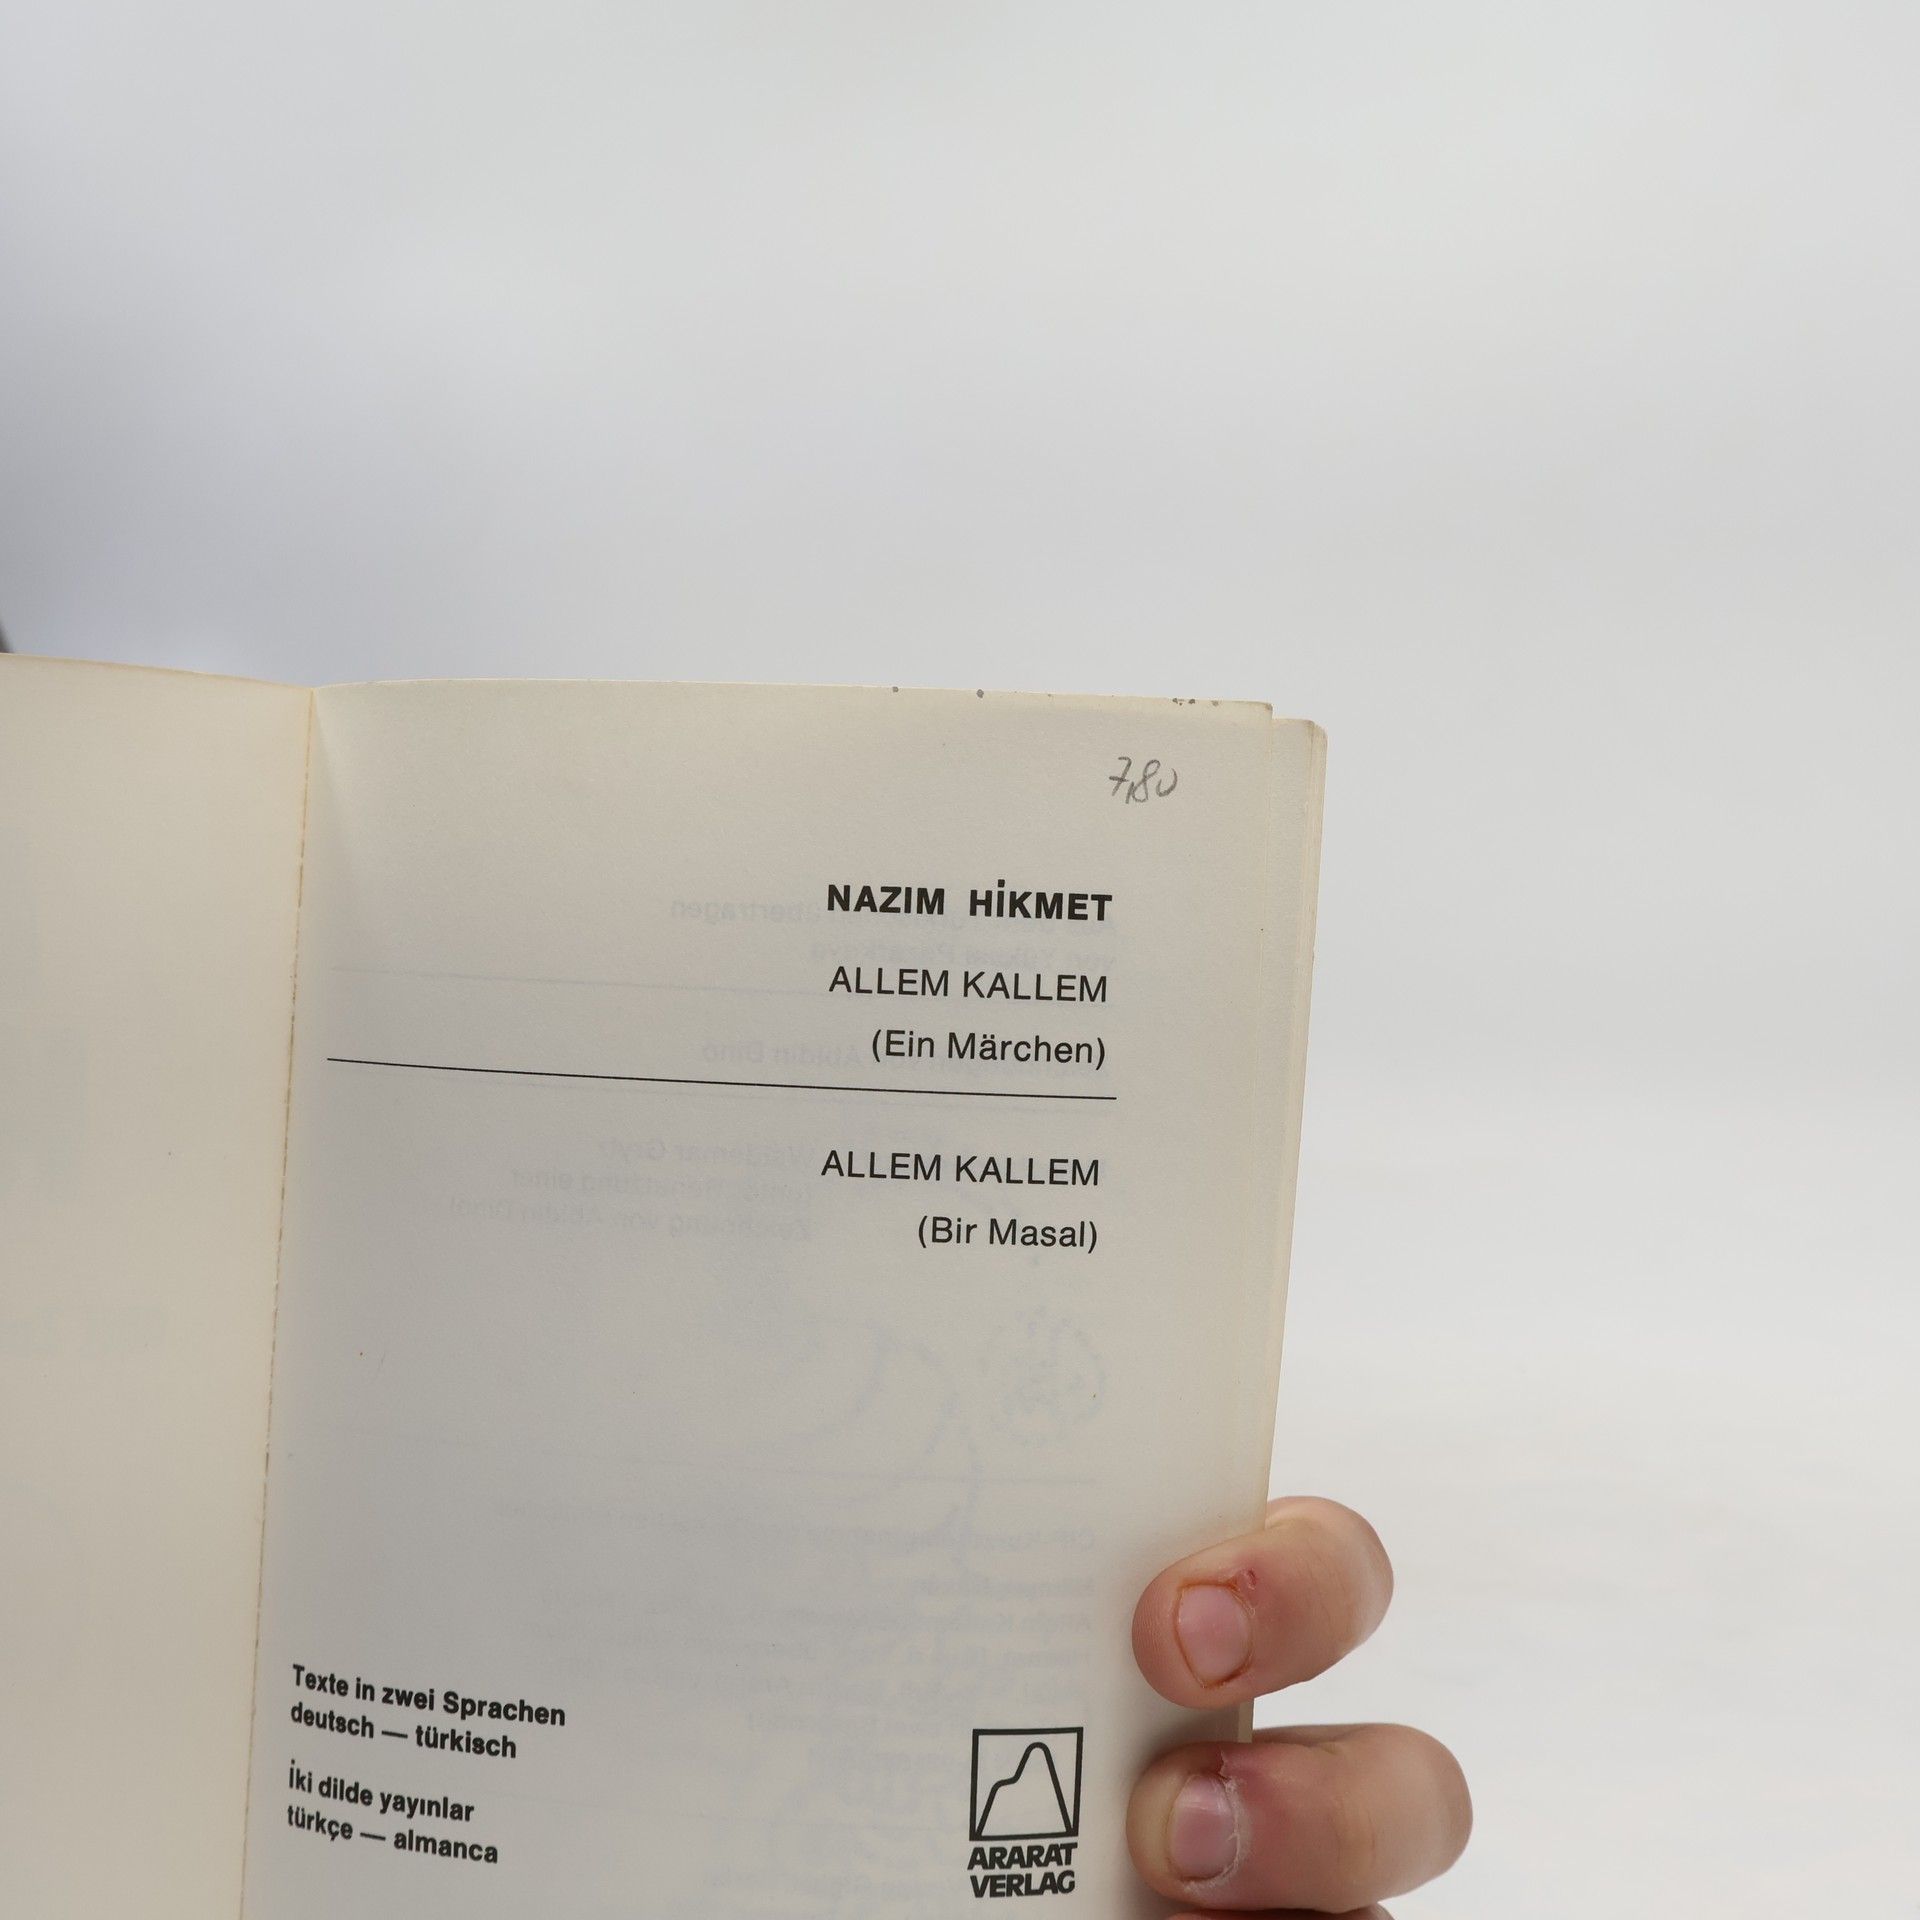 7,80
NAZIM HİKMET
ALLEM KALLEM
(Ein Märchen)
ALLEM KALLEM
(Bir Masal)
Texte in zwei Sprachen
deutsch — türkisch
İki dilde yayınlar
türkçe — almanca
ARARAT
VERLAG